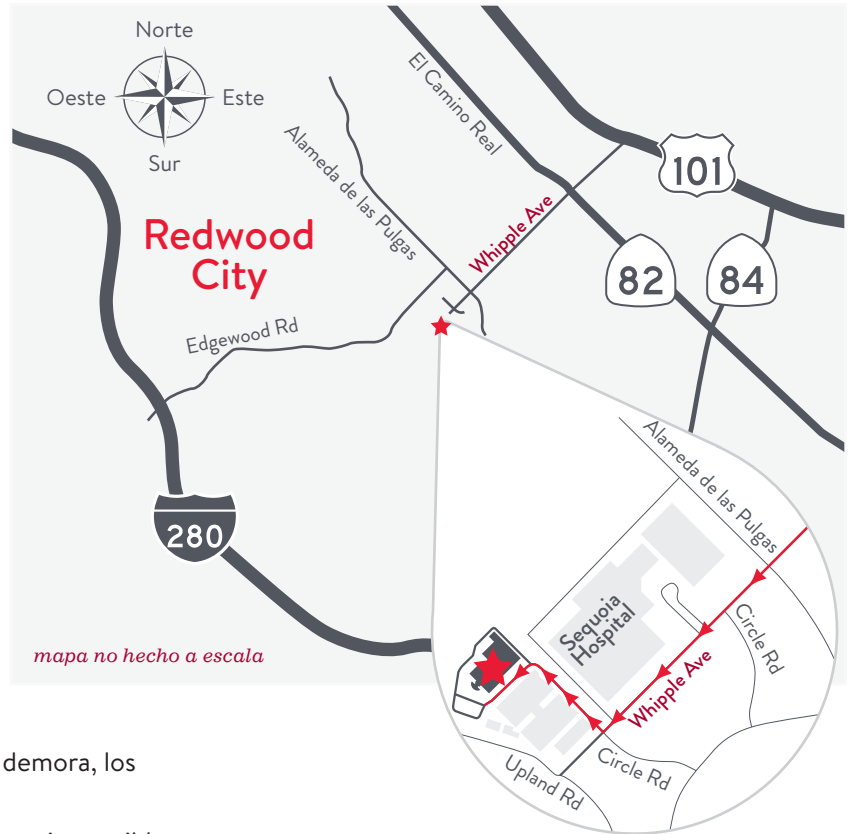 Norte
Oeste
Este
Sur
El Camino Real
101
Alameda de las Pulgas
Whipple Ave
Redwood
City
82
84
Edgewood Rd
280
mapa no hecho a escala
Alameda de las Pulgas
Sequoia
Hospital
Circle Rd
Whipple Ave
Circle Rd
Upland Rd
demora, los